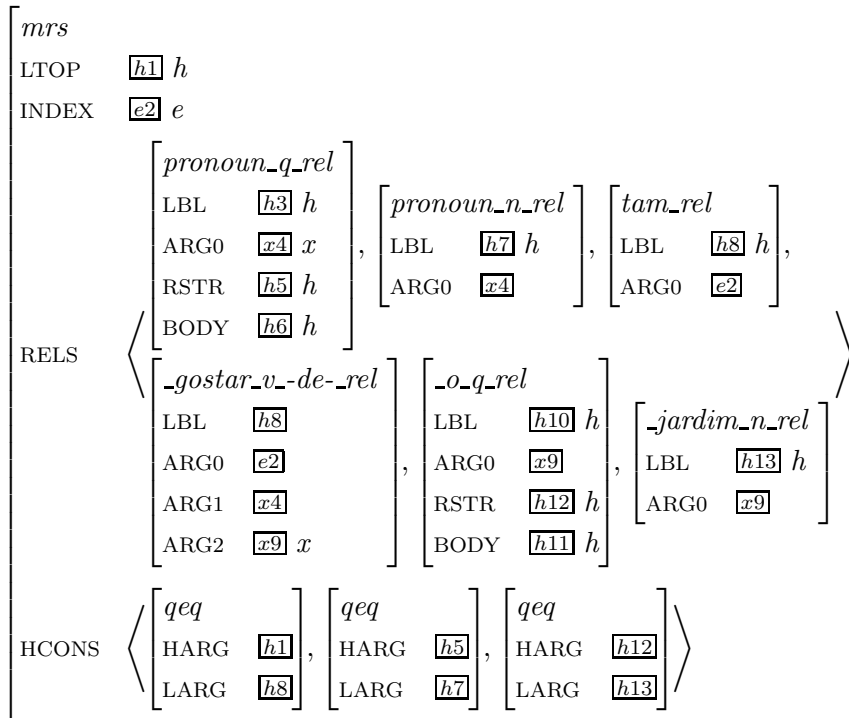 mrs
LTOP h1 h
INDEX e2 e
RELS ⟨ [ pronoun_q_rel
LBL h3 h
ARG0 x4 x
RSTR h5 h
BODY h6 h ],
[ pronoun_n_rel
LBL h7 h
ARG0 x4 ],
[ tam_rel
LBL h8 h
ARG0 e2 ],
[ _gostar_v_-de-_rel
LBL h8
ARG0 e2
ARG1 x4
ARG2 x9 x ],
[ _o_q_rel
LBL h10 h
ARG0 x9
RSTR h12 h
BODY h11 h ],
[ _jardim_n_rel
LBL h13 h
ARG0 x9 ] ⟩
HCONS ⟨ [ qeq
HARG h1
LARG h8 ],
[ qeq
HARG h5
LARG h7 ],
[ qeq
HARG h12
LARG h13 ] ⟩